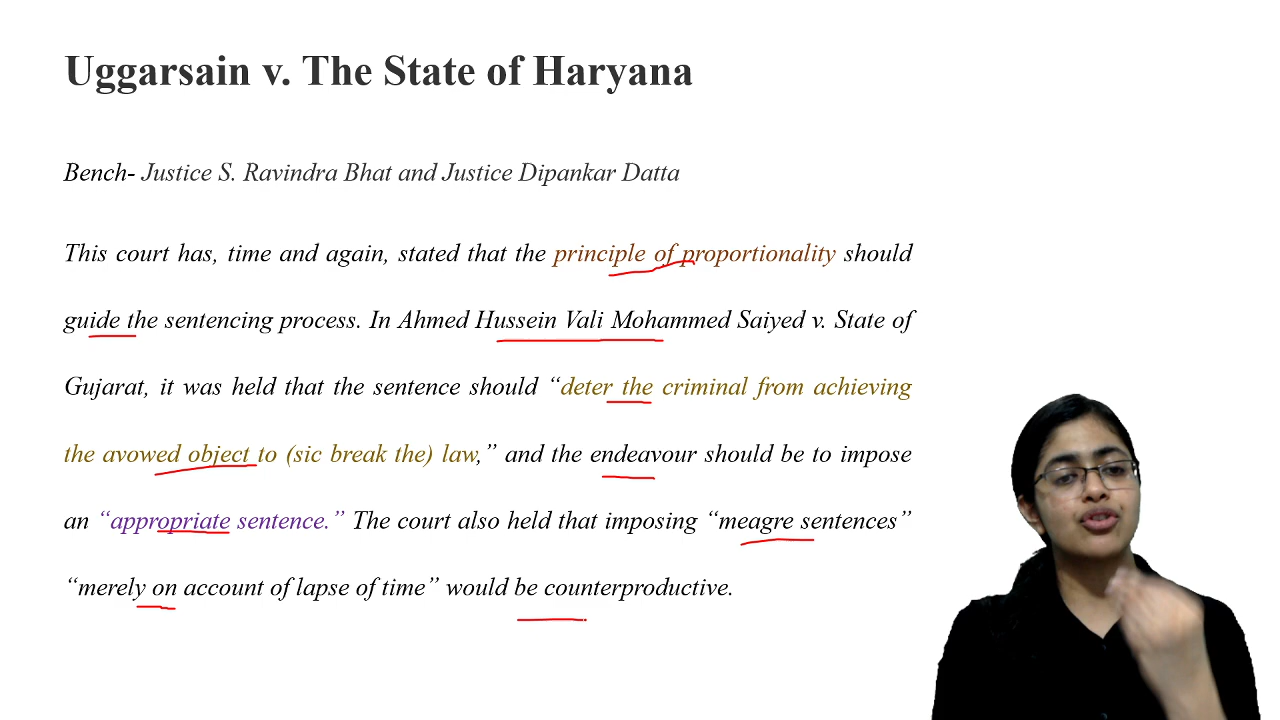 Uggarsain v. The State of Haryana
Bench- Justice S. Ravindra Bhat and Justice Dipankar Datta
This court has, time and again, stated that the principle of proportionality should
guide the sentencing process. In Ahmed Hussein Vali Mohammed Saiyed v. State of
Gujarat, it was held that the sentence should “deter the criminal from achieving
the avowed object to (sic break the) law,” and the endeavour should be to impose
an “appropriate sentence.” The court also held that imposing “meagre sentences”
“merely on account of lapse of time” would be counterproductive.